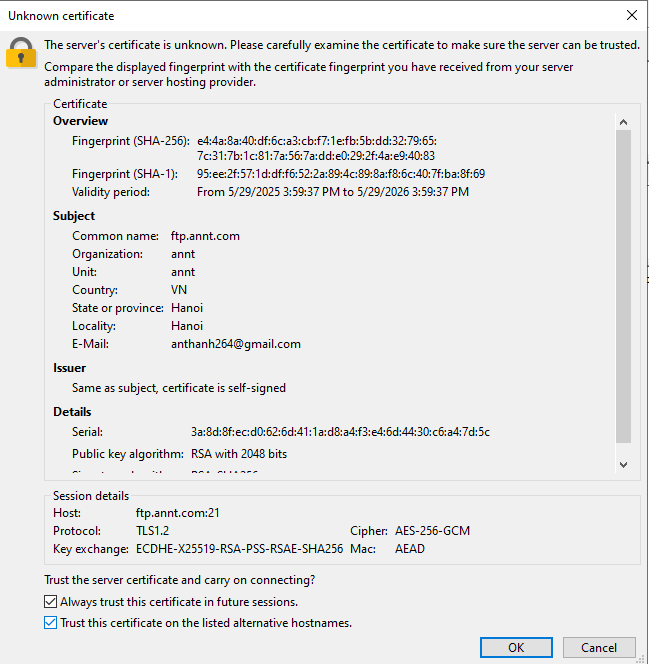 Unknown certificate
The server's certificate is unknown. Please carefully examine the certificate to make sure the server can be trusted.
Compare the displayed fingerprint with the certificate fingerprint you have received from your server
administrator or server hosting provider.
Certificate
Overview
Fingerprint (SHA-256): e4:4a:8a:40:df:6c:a3:cb:f7:1e:fb:5b:dd:32:79:65:
7c:31:7b:1c:81:7a:56:7a:dd:e0:29:2f:4a:e9:40:83
Fingerprint (SHA-1): 95:ee:2f:57:1d:df:f6:52:2a:89:4c:89:8a:f8:6c:40:7f:ba:8f:69
Validity period: From 5/29/2025 3:59:37 PM to 5/29/2026 3:59:37 PM
Subject
Common name: ftp.annt.com
Organization: annt
Unit: annt
Country: VN
State or province: Hanoi
Locality: Hanoi
E-Mail: anthanh264@gmail.com
Issuer
Same as subject, certificate is self-signed
Details
Serial: 3a:8d:8f:ec:d0:62:6d:41:1a:d8:a4:f3:e4:6d:44:30:c6:a4:7d:5c
Public key algorithm: RSA with 2048 bits
Session details
Host: ftp.annt.com:21
Protocol: TLS1.2 Cipher: AES-256-GCM
Key exchange: ECDHE-X25519-RSA-PSS-RSAE-SHA256 Mac: AEAD
Trust the server certificate and carry on connecting?
Always trust this certificate in future sessions.
Trust this certificate on the listed alternative hostnames.
OK Cancel